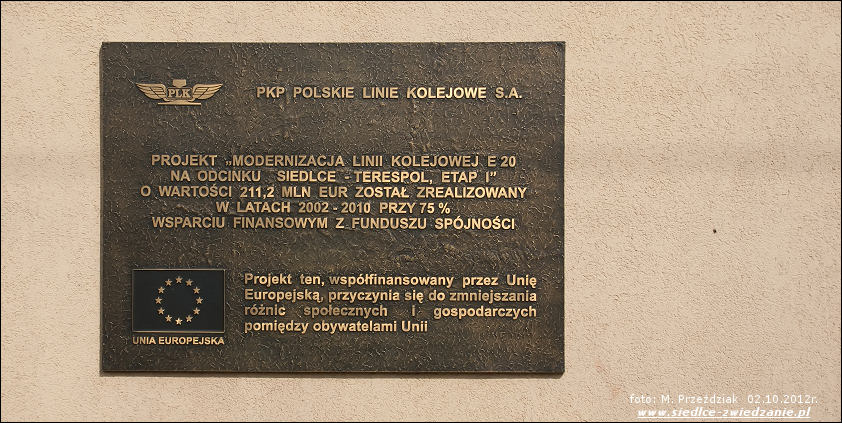 PLK
PKP POLSKIE LINIE KOLEJOWE S.A.
PROJEKT „MODERNIZACJA LINII KOLEJOWEJ E 20
NA ODCINKU SIEDLCE - TERESPOL, ETAP I”
O WARTOŚCI 211,2 MLN EUR ZOSTAŁ ZREALIZOWANY
W LATACH 2002 - 2010 PRZY 75 %
WSPARCIU FINANSOWYM Z FUNDUSZU SPÓJNOŚCI
Projekt ten, współfinansowany przez Unię
Europejską, przyczynia się do zmniejszania
różnic społecznych i gospodarczych
pomiędzy obywatelami Unii
UNIA EUROPEJSKA
foto: M. Przeździak 02.10.2012r.
www.siedlce-zwiedzanie.pl